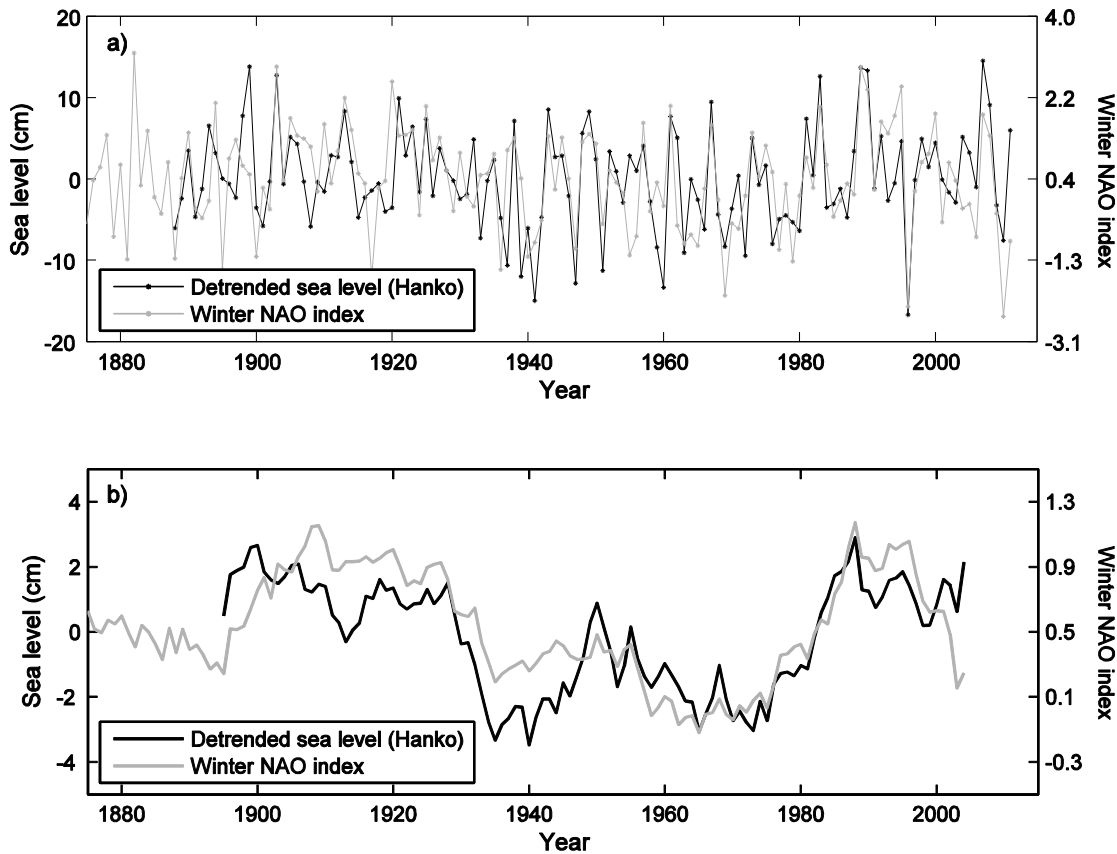 a)
Sea level (cm)
20
10
0
-10
-20
4.0
2.2
0.4
-1.3
-3.1
Winter NAO index
Detrended sea level (Hanko)
Winter NAO index
1880 1900 1920 1940 1960 1980 2000
Year
b)
Sea level (cm)
4
2
0
-2
-4
1.3
0.9
0.5
0.1
-0.3
Winter NAO index
Detrended sea level (Hanko)
Winter NAO index
1880 1900 1920 1940 1960 1980 2000
Year